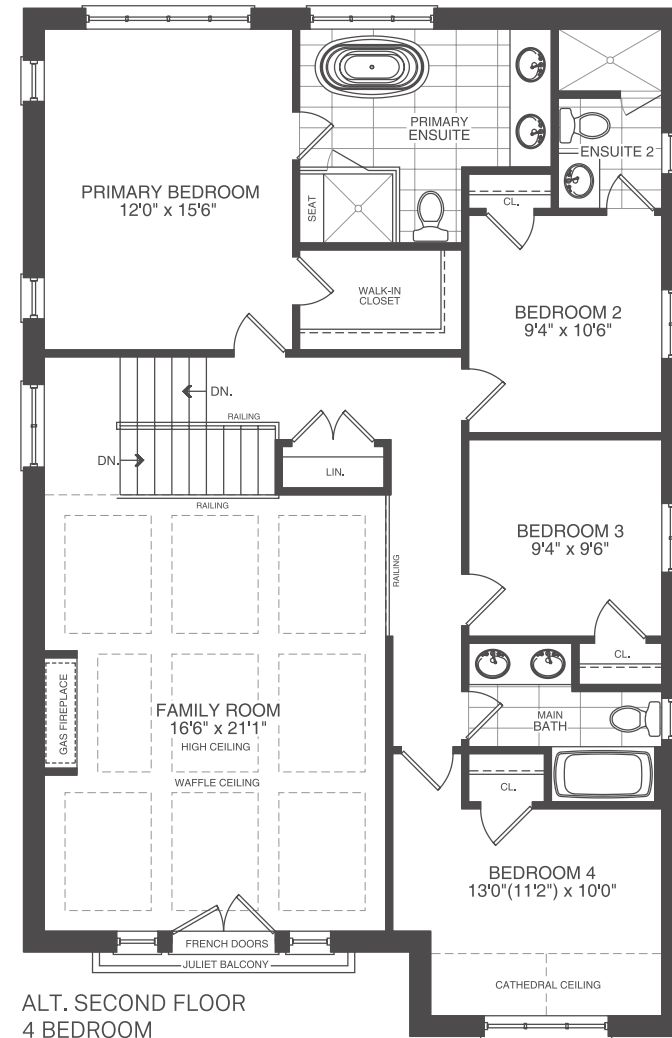 PRIMARY
ENSUITE
ENSUITE 2
PRIMARY BEDROOM
12'0" x 15'6"
SEAT
CL.
WALK-IN
CLOSET
BEDROOM 2
9'4" x 10'6"
DN.
RAILING
DN.
LIN.
RAILING
BEDROOM 3
9'4" x 9'6"
RAILING
CL.
GAS FIREPLACE
FAMILY ROOM
16'6" x 21'1"
HIGH CEILING
WAFFLE CEILING
MAIN
BATH
CL.
BEDROOM 4
13'0"(11'2") x 10'0"
FRENCH DOORS
JULIET BALCONY
CATHEDRAL CEILING
ALT. SECOND FLOOR
4 BEDROOM